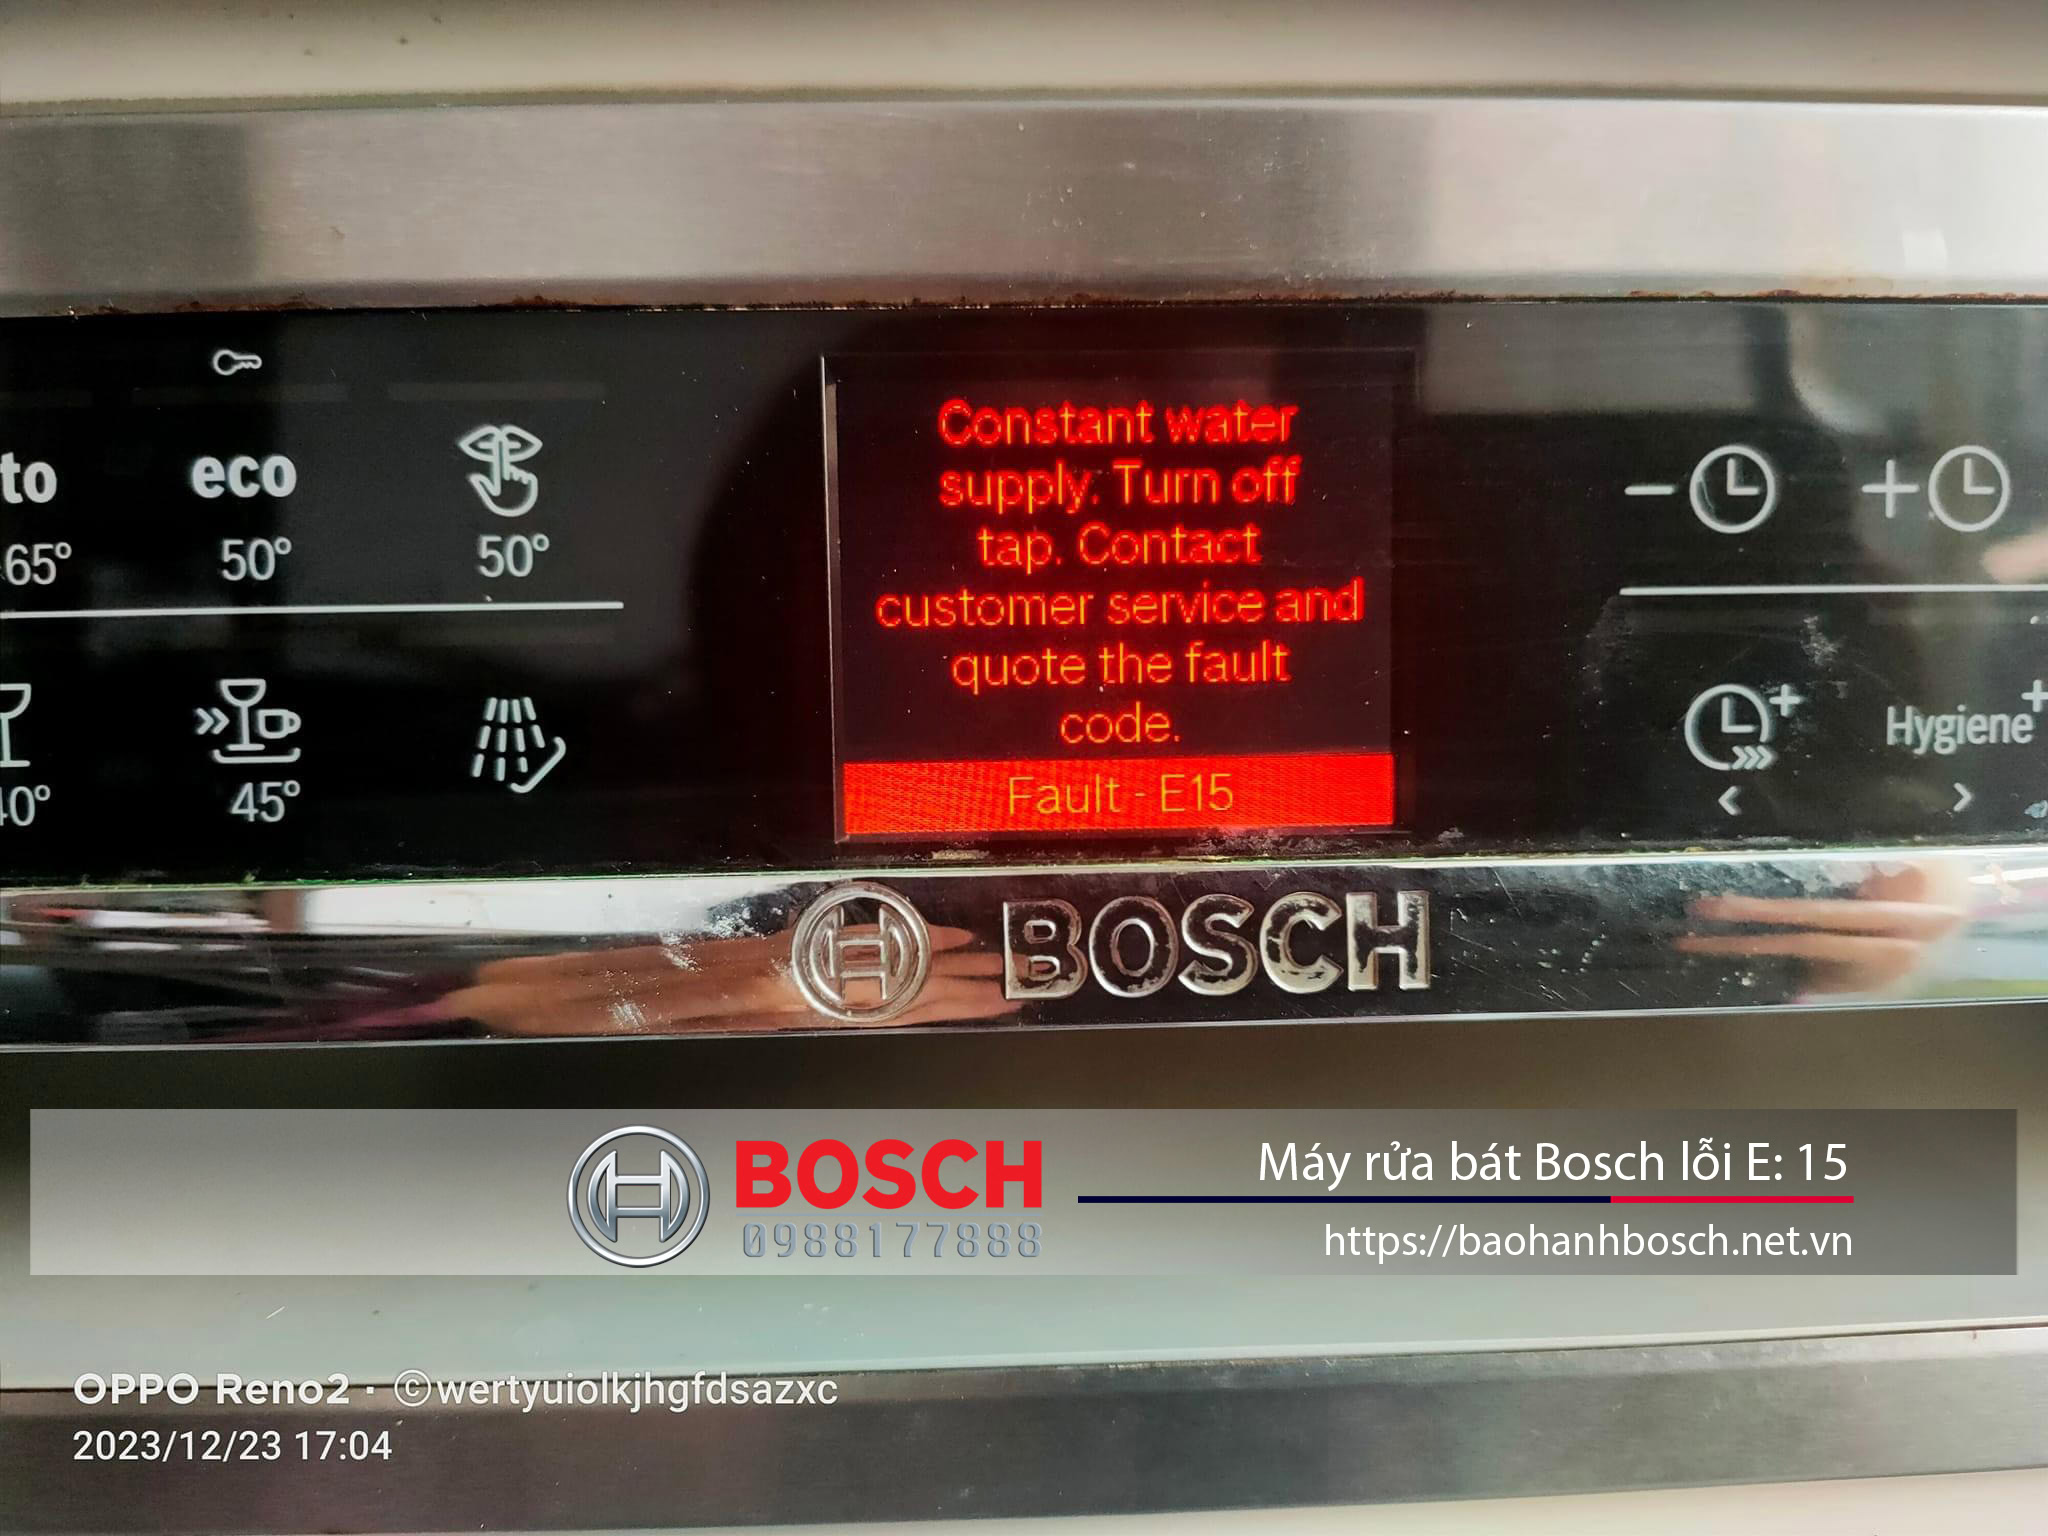 to
eco
65°
50°
50°
40°
45°
Constant water
supply. Turn off
tap. Contact
customer service and
quote the fault
code.
Fault - E15
Hygiene+
BOSCH
BOSCH
0988177888
Máy rửa bát Bosch lỗi E: 15
https://baohanhbosch.net.vn
OPPO Reno2 · ©wertyuiolkjhgfdsazxc
2023/12/23 17:04